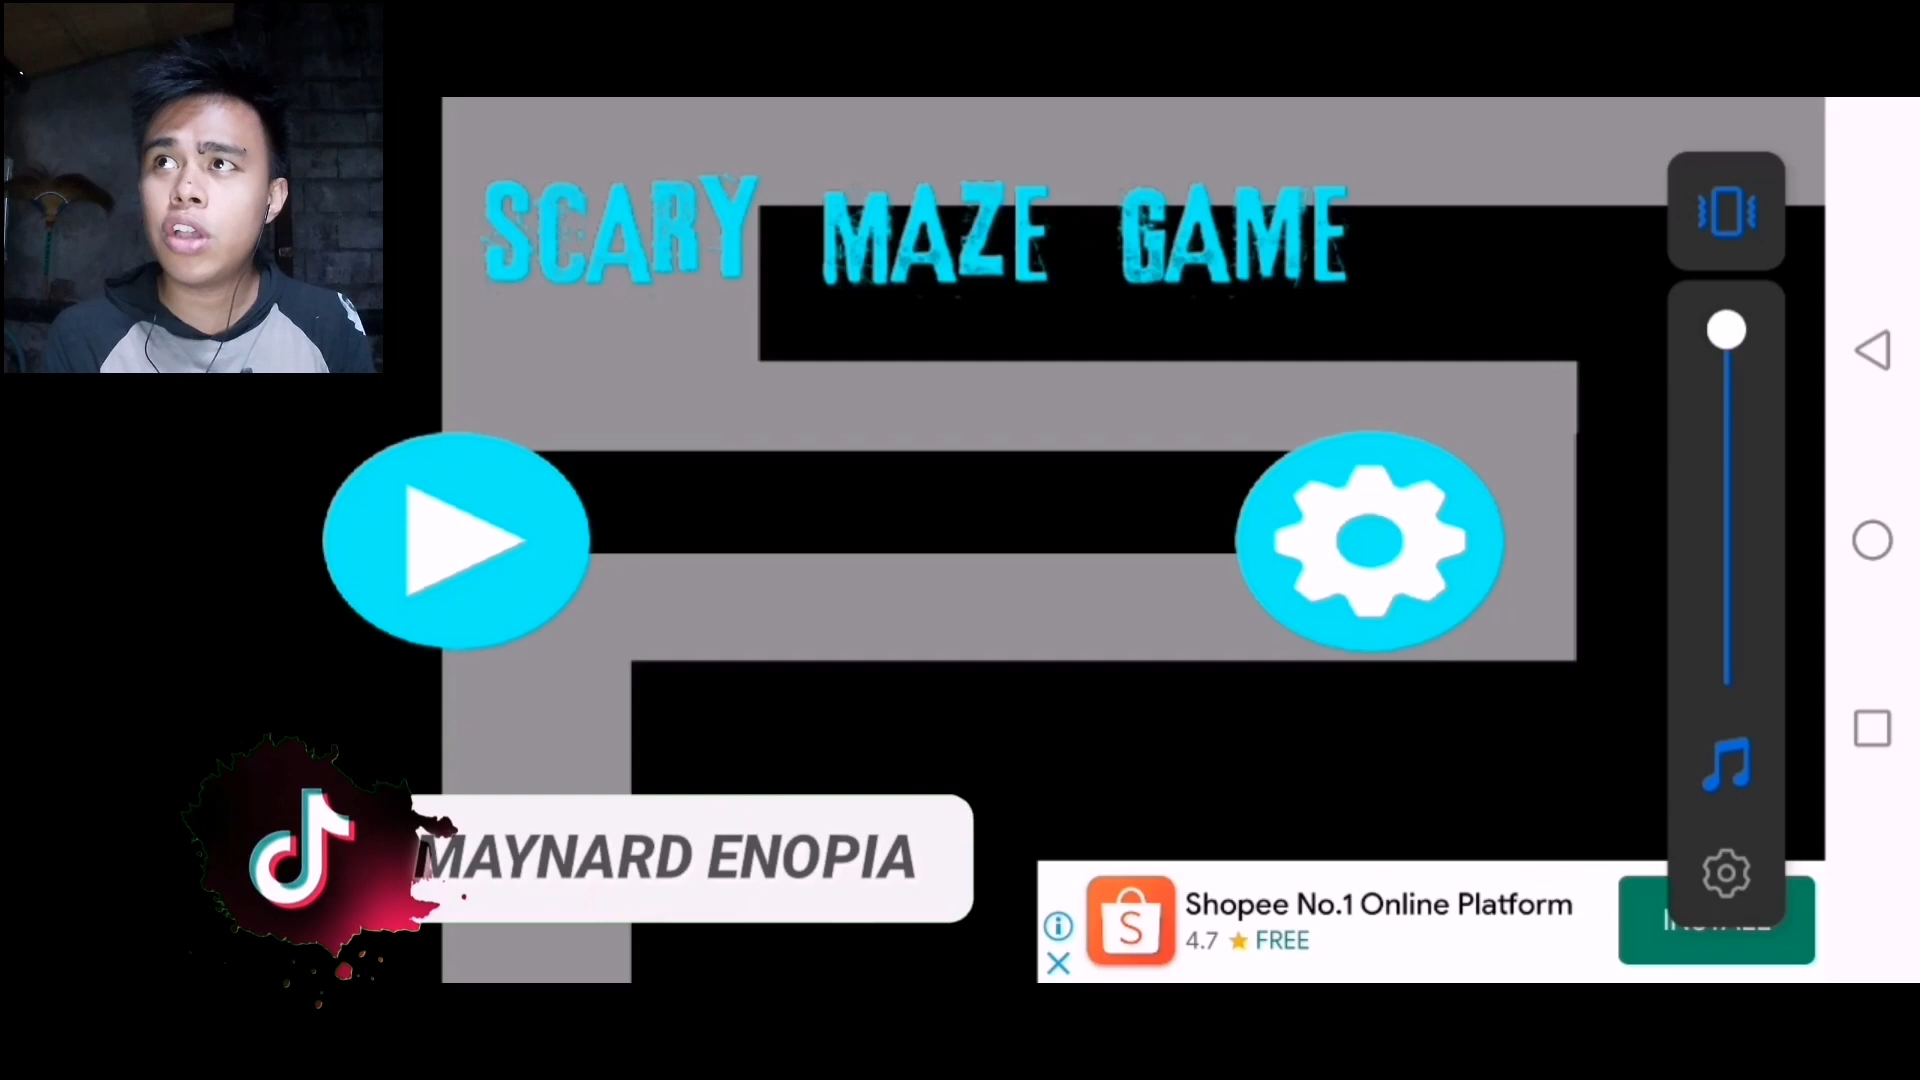 SCARY MAZE GAME
MAYNARD ENOPIA
Shopee No.1 Online Platform
4.7 ★ FREE